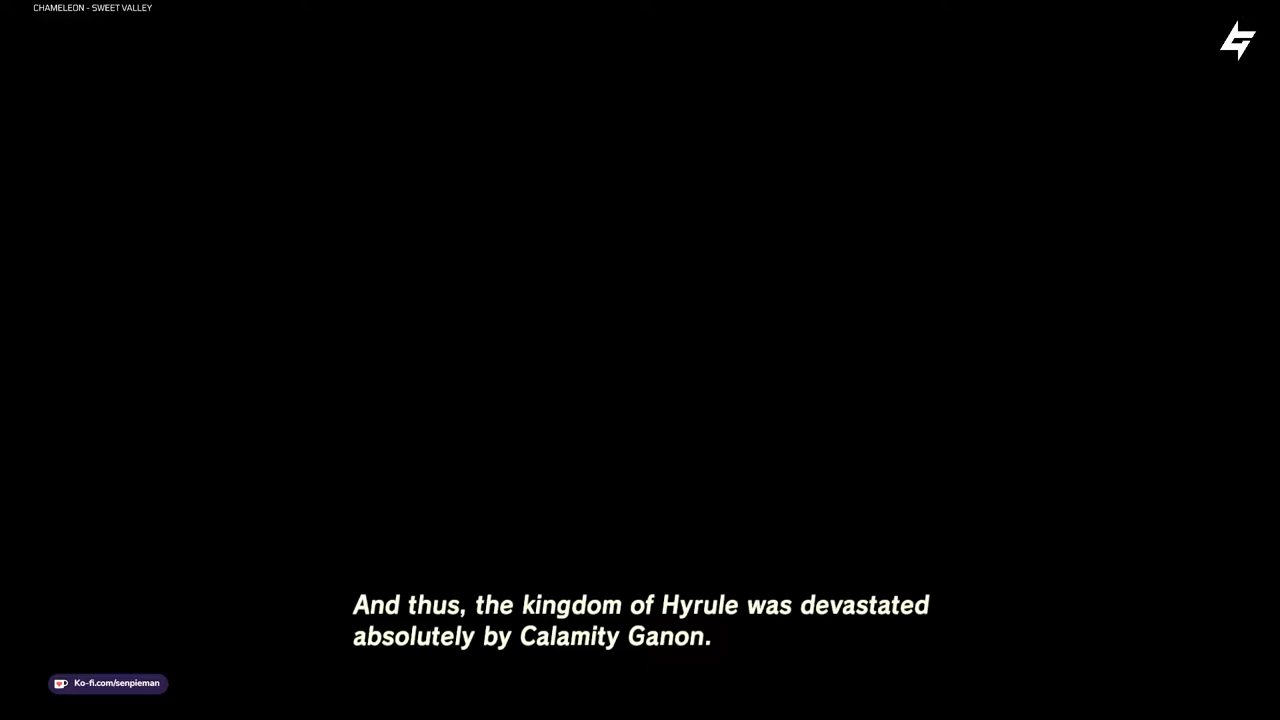 CHAMELEON - SWEET VALLEY
And thus, the kingdom of Hyrule was devastated
absolutely by Calamity Ganon.
Ko-fi.com/senpieman